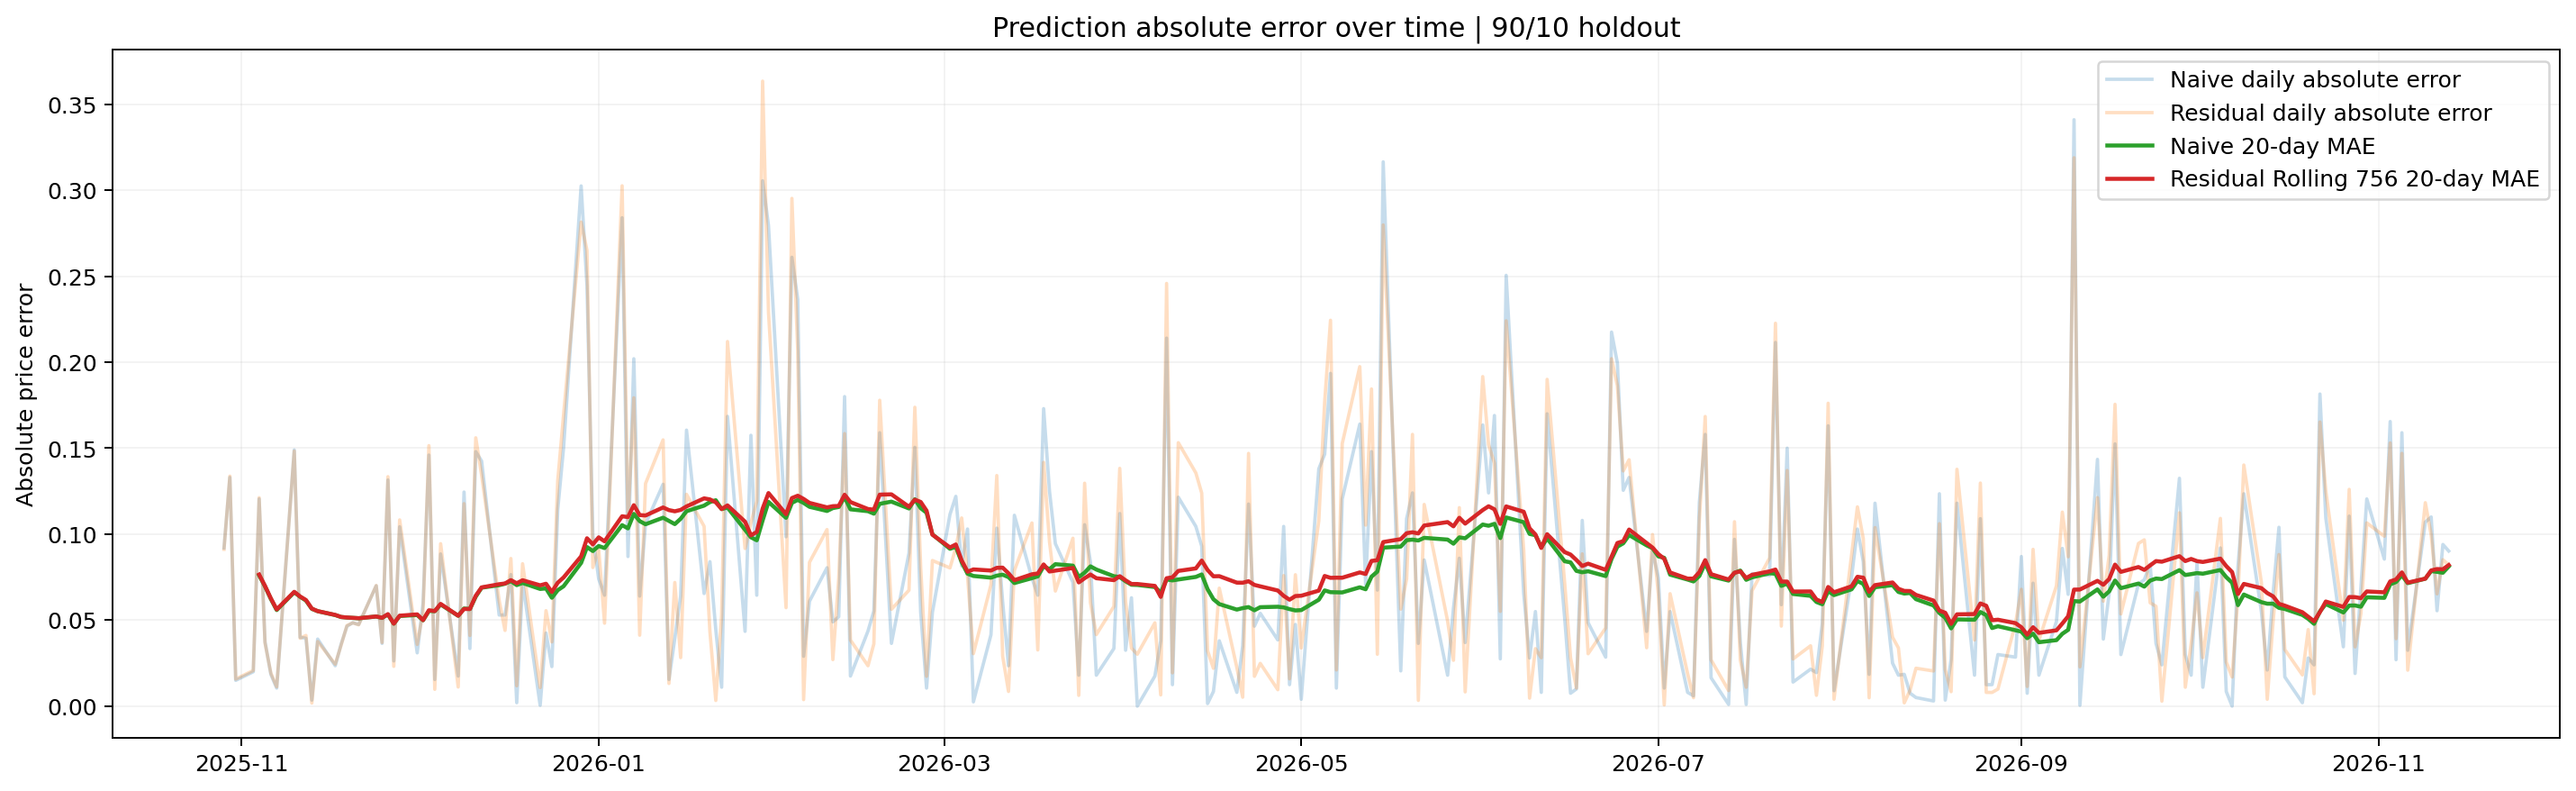 Prediction absolute error over time | 90/10 holdout
Absolute price error
0.35
0.30
0.25
0.20
0.15
0.10
0.05
0.00
Naive daily absolute error
Residual daily absolute error
Naive 20-day MAE
Residual Rolling 756 20-day MAE
2025-11
2026-01
2026-03
2026-05
2026-07
2026-09
2026-11